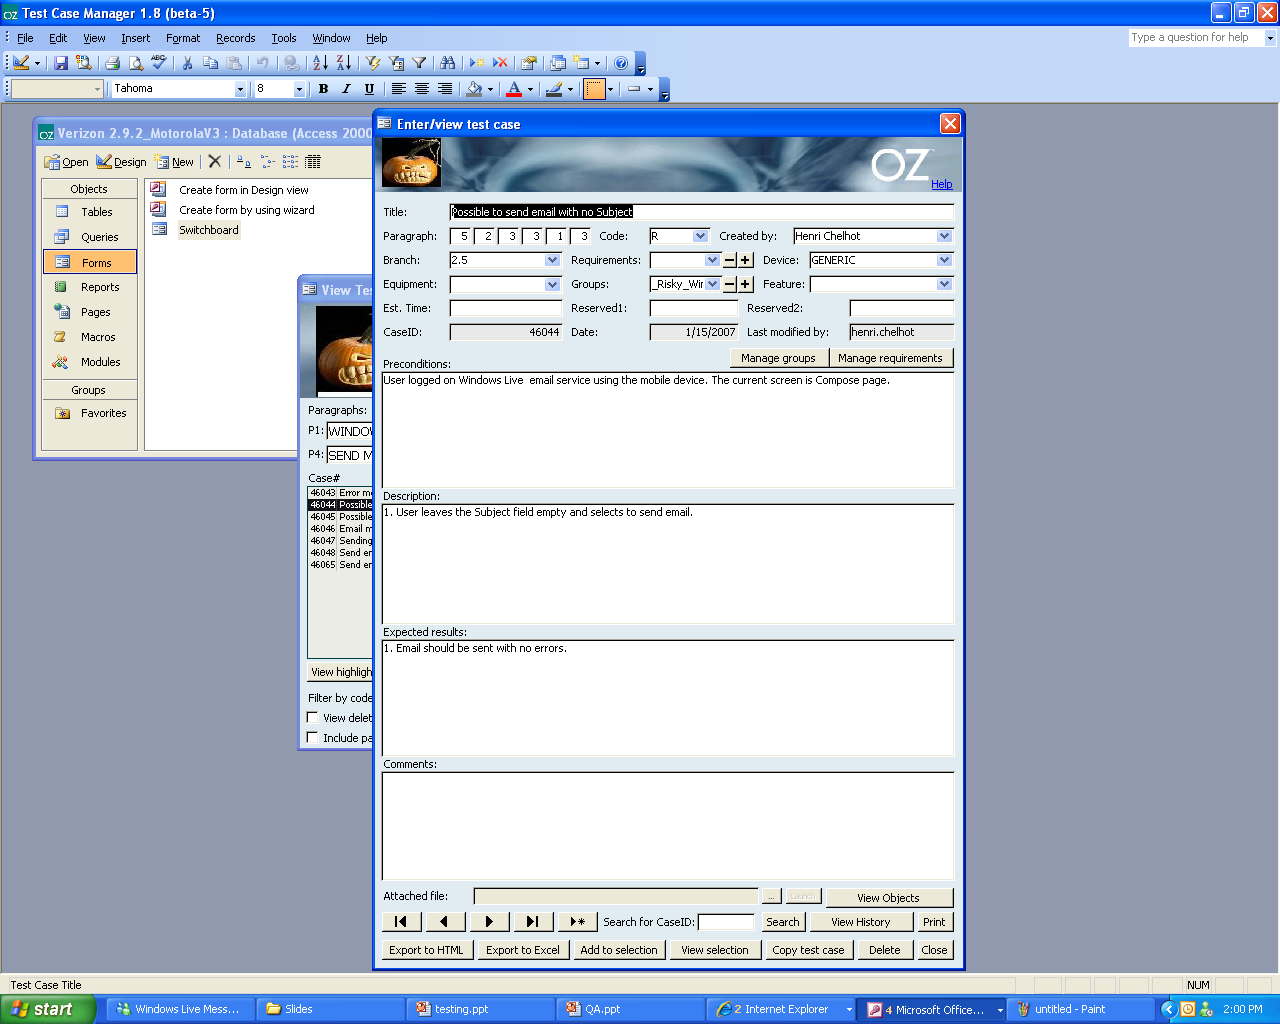 OZ Test Case Manager 1.8 (beta-5)
File Edit View Insert Format Records Tools Window Help
Type a question for help
Tahoma 8 B I U A
OZ Verizon 2.9.2_MotorolaV3 : Database (Access 2000
Open Design New
Objects
Tables
Queries
Forms
Reports
Pages
Macros
Modules
Groups
Favorites
Create form in Design view
Create form by using wizard
Switchboard
View Tes
Paragraphs:
P1: WINDOW
P4: SEND M
Case#
46043 Error me
46044 Possible
46045 Possible
46046 Email m
46047 Sending
46048 Send em
46065 Send em
View highligh
Filter by code
View delet
Include pa
Enter/view test case
OZ
Help
Title: Possible to send email with no Subject
Paragraph: 5 2 3 3 1 3 Code: R Created by: Henri Chelhot
Branch: 2.5 Requirements: Device: GENERIC
Equipment: Groups: _Risky_Wir Feature:
Est. Time: Reserved1: Reserved2:
CaseID: 46044 Date: 1/15/2007 Last modified by: henri.chelhot
Manage groups Manage requirements
Preconditions:
User logged on Windows Live  email service using the mobile device. The current screen is Compose page.
Description:
1. User leaves the Subject field empty and selects to send email.
Expected results:
1. Email should be sent with no errors.
Comments:
Attached file: ... Launch View Objects
Search for CaseID: Search View History Print
Export to HTML Export to Excel Add to selection View selection Copy test case Delete Close
Test Case Title
NUM
start Windows Live Mess... Slides testing.ppt QA.ppt 2 Internet Explorer 4 Microsoft Office... untitled - Paint 2:00 PM